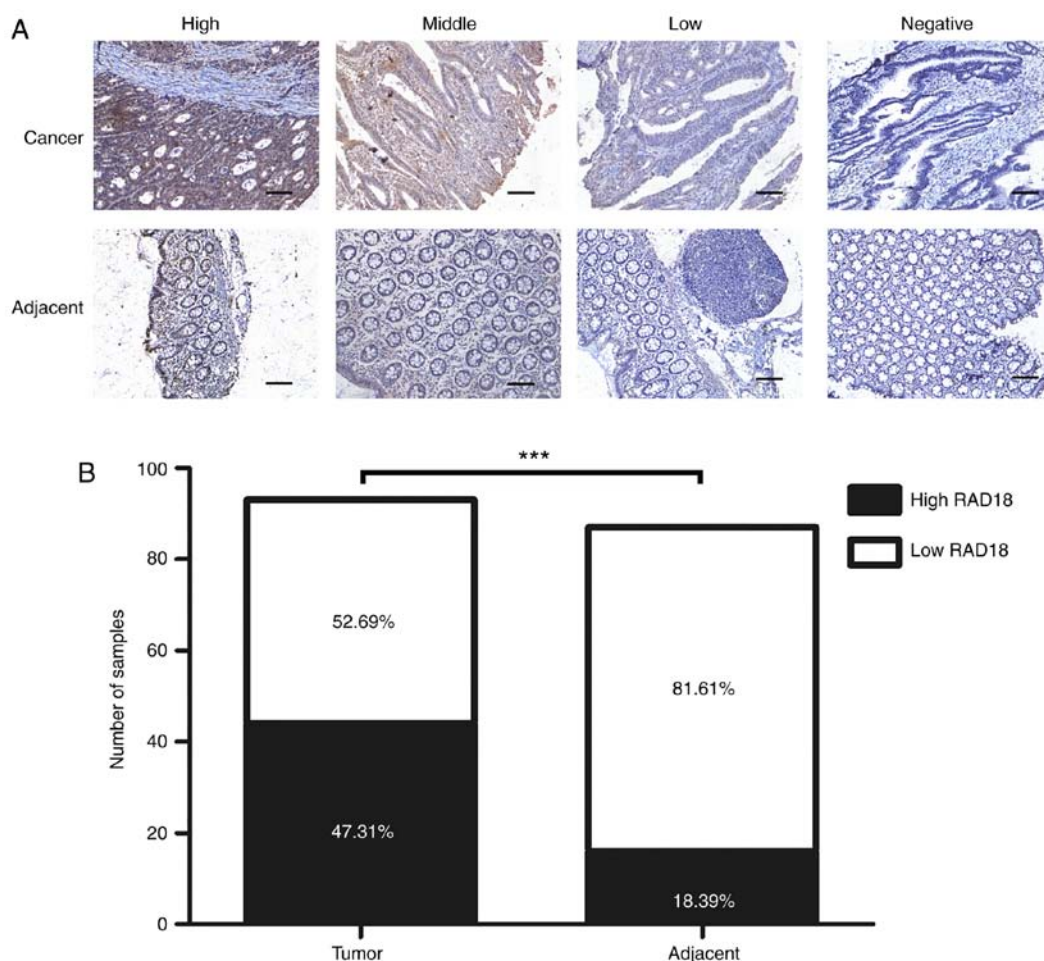 A
High
Middle
Low
Negative
Cancer
Adjacent
B
***
100
80
60
40
20
0
Number of samples
52.69%
47.31%
81.61%
18.39%
Tumor
Adjacent
High RAD18
Low RAD18